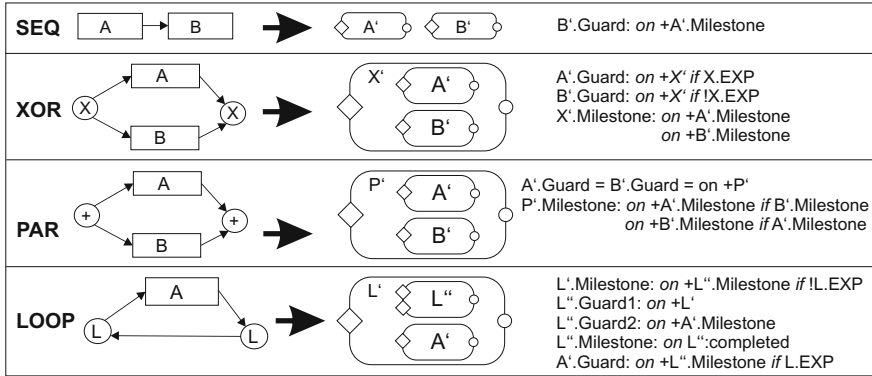 SEQ A B A‘ B‘ B‘.Guard: on +A‘.Milestone
XOR X A B X X‘ A‘ B‘
A‘.Guard: on +X‘ if X.EXP
B‘.Guard: on +X‘ if !X.EXP
X‘.Milestone: on +A‘.Milestone
on +B‘.Milestone
PAR + A B + P‘ A‘ B‘
A‘.Guard = B‘.Guard = on +P‘
P‘.Milestone: on +A‘.Milestone if B‘.Milestone
on +B‘.Milestone if A‘.Milestone
LOOP L A L L‘ L“ A‘
L‘.Milestone: on +L“.Milestone if !L.EXP
L“.Guard1: on +L‘
L“.Guard2: on +A‘.Milestone
L“.Milestone: on L“:completed
A‘.Guard: on +L“.Milestone if L.EXP